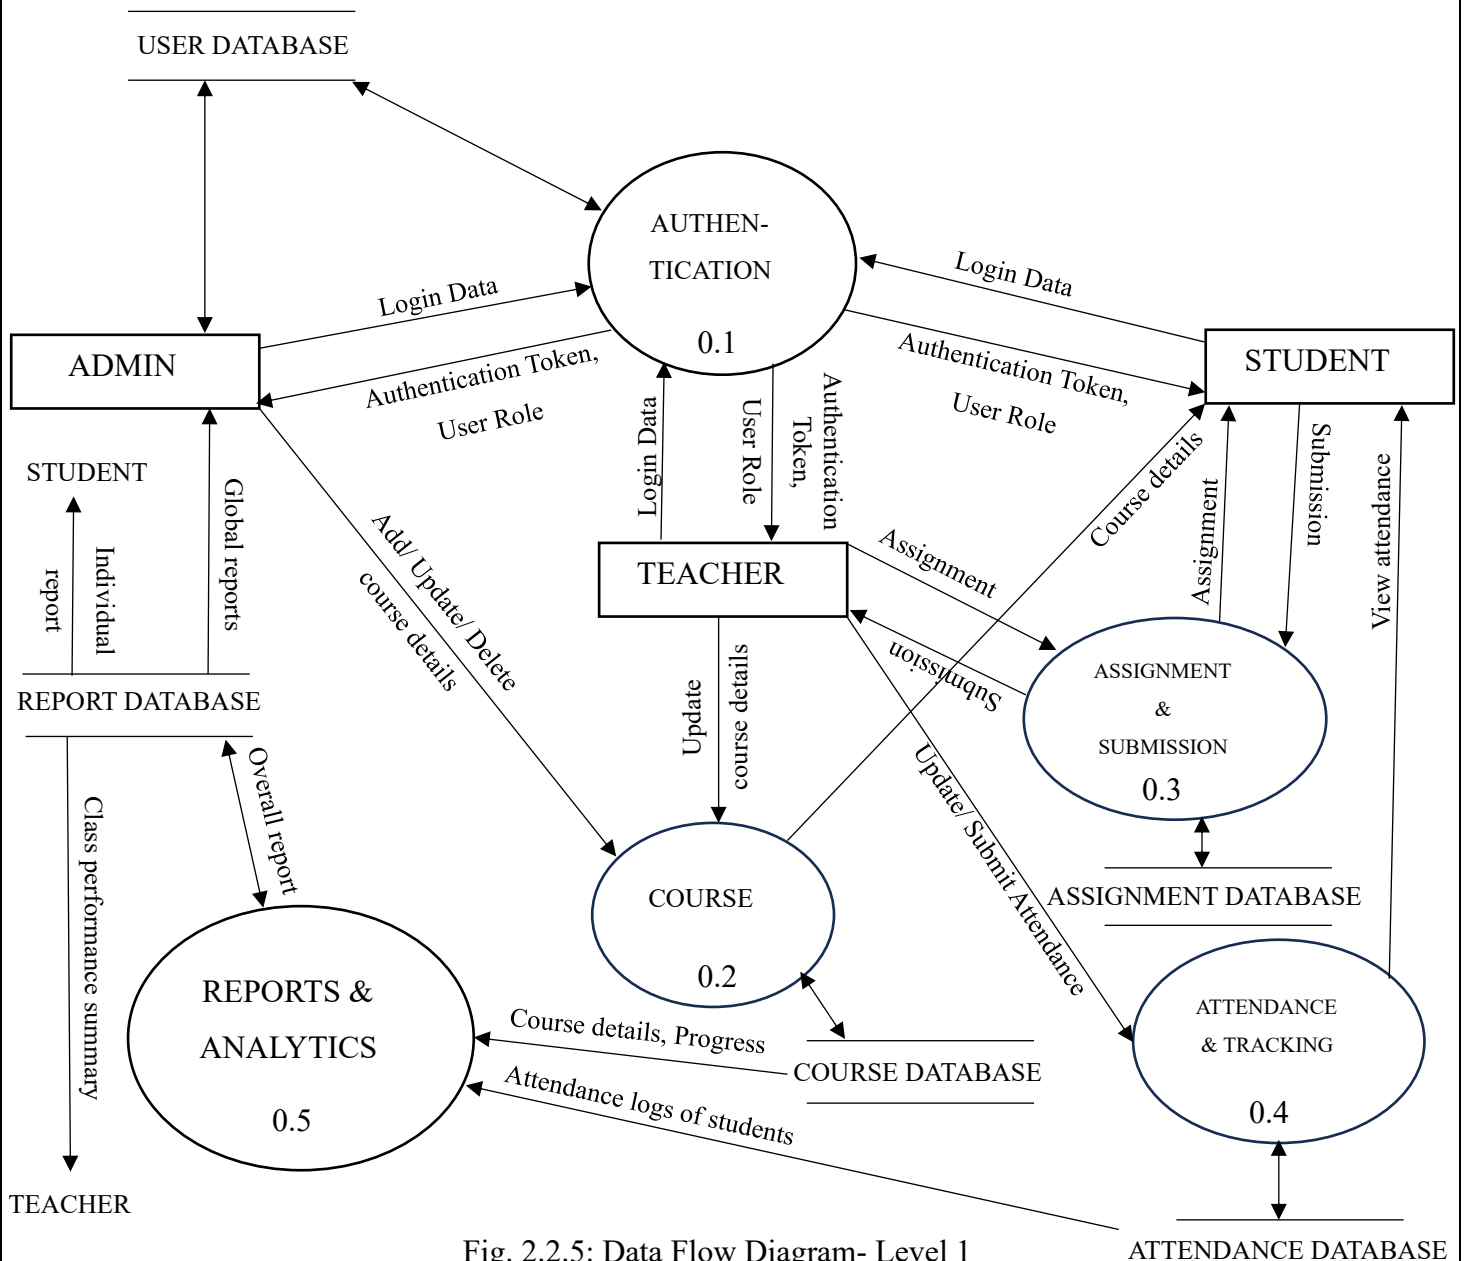 USER DATABASE
AUTHEN-
TICATION
0.1
Login Data
Authentication Token,
User Role
Login Data
Authentication Token,
User Role
ADMIN
STUDENT
Login Data
User Role
Token,
Authentication
STUDENT
Individual
report
Global reports
Add/ Update/ Delete
course details
TEACHER
Assignment
Submission
Course details
Assignment
Submission
View attendance
REPORT DATABASE
Update
course details
ASSIGNMENT
&
SUBMISSION
0.3
Overall report
Class performance summary
Update/ Submit Attendance
ASSIGNMENT DATABASE
COURSE
0.2
REPORTS &
ANALYTICS
0.5
Course details, Progress
COURSE DATABASE
Attendance logs of students
ATTENDANCE
& TRACKING
0.4
TEACHER
ATTENDANCE DATABASE
Fig. 2.2.5: Data Flow Diagram- Level 1